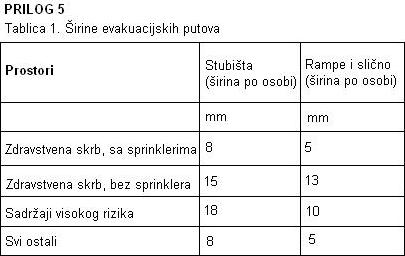 PRILOG 5
Tablica 1. Širine evakuacijskih putova
Prostori
Stubišta
(širina po osobi)
Rampe i slično
(širina po osobi)
mm
mm
Zdravstvena skrb, sa sprinklerima
8
5
Zdravstvena skrb, bez sprinklera
15
13
Sadržaji visokog rizika
18
10
Svi ostali
8
5